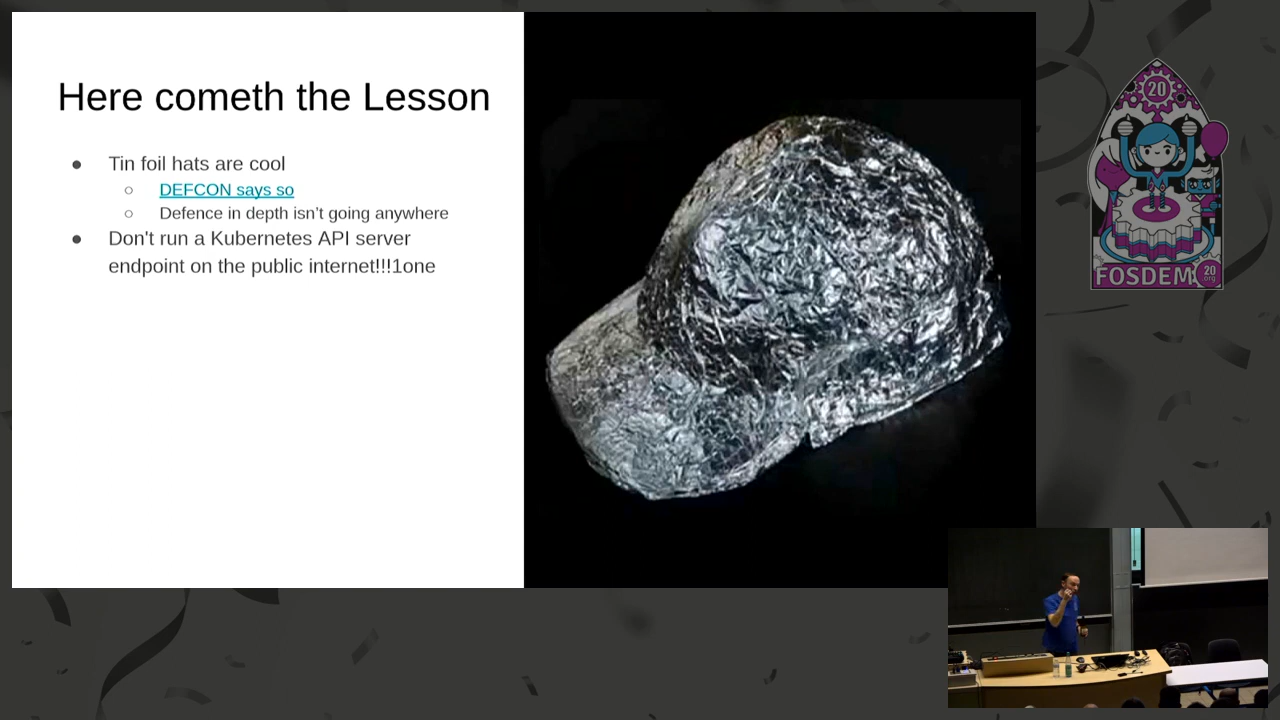 Here cometh the Lesson
● Tin foil hats are cool
○ DEFCON says so
○ Defence in depth isn’t going anywhere
● Don't run a Kubernetes API server
endpoint on the public internet!!!1one
20
FOSDEM
20
org